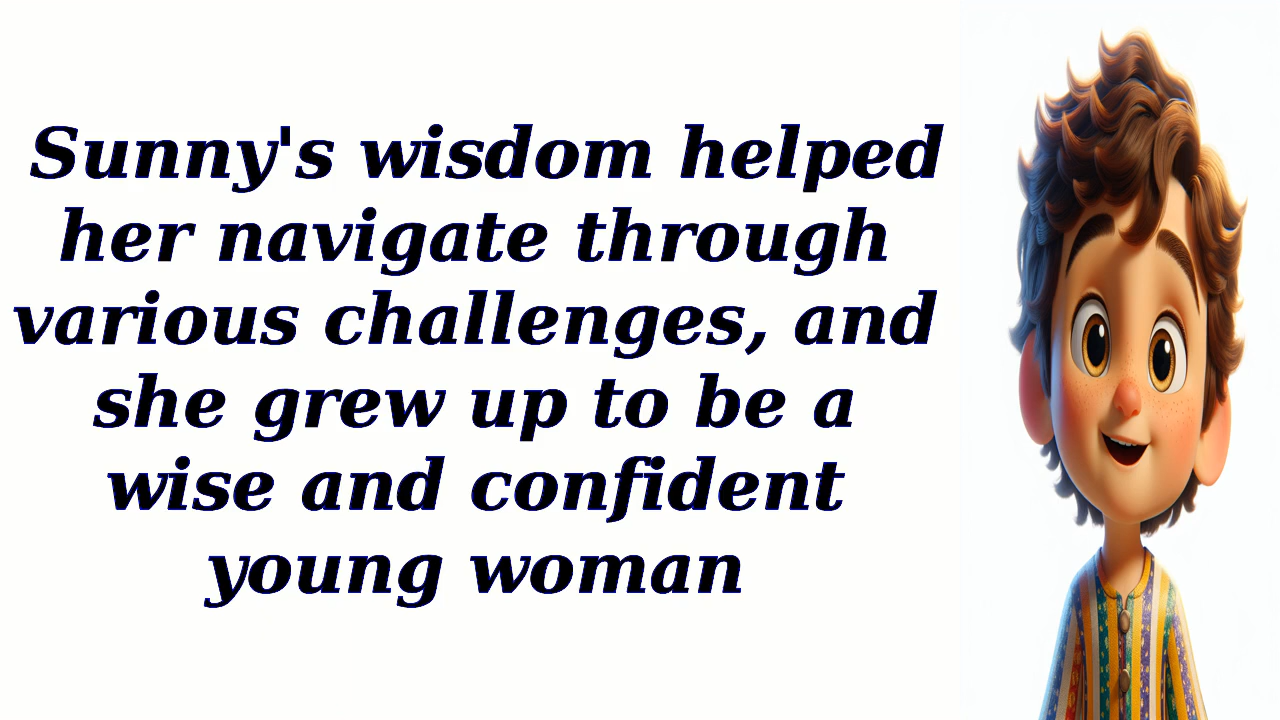 Sunny's wisdom helped
her navigate through
various challenges, and
she grew up to be a
wise and confident
young woman